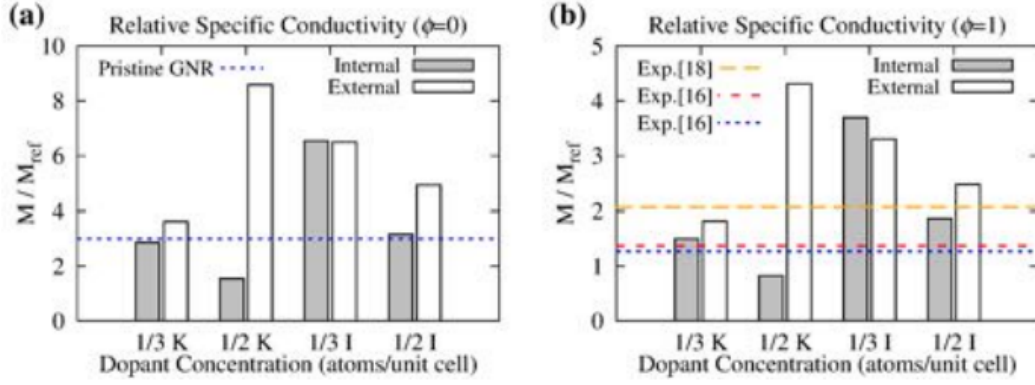 (a)
Relative Specific Conductivity (ϕ=0)
10
8
6
4
2
0
M / M_ref
Pristine GNR
Internal
External
1/3 K 1/2 K 1/3 I 1/2 I
Dopant Concentration (atoms/unit cell)
(b)
Relative Specific Conductivity (ϕ=1)
5
4
3
2
1
0
M / M_ref
Exp.[18]
Exp.[16]
Exp.[16]
Internal
External
1/3 K 1/2 K 1/3 I 1/2 I
Dopant Concentration (atoms/unit cell)